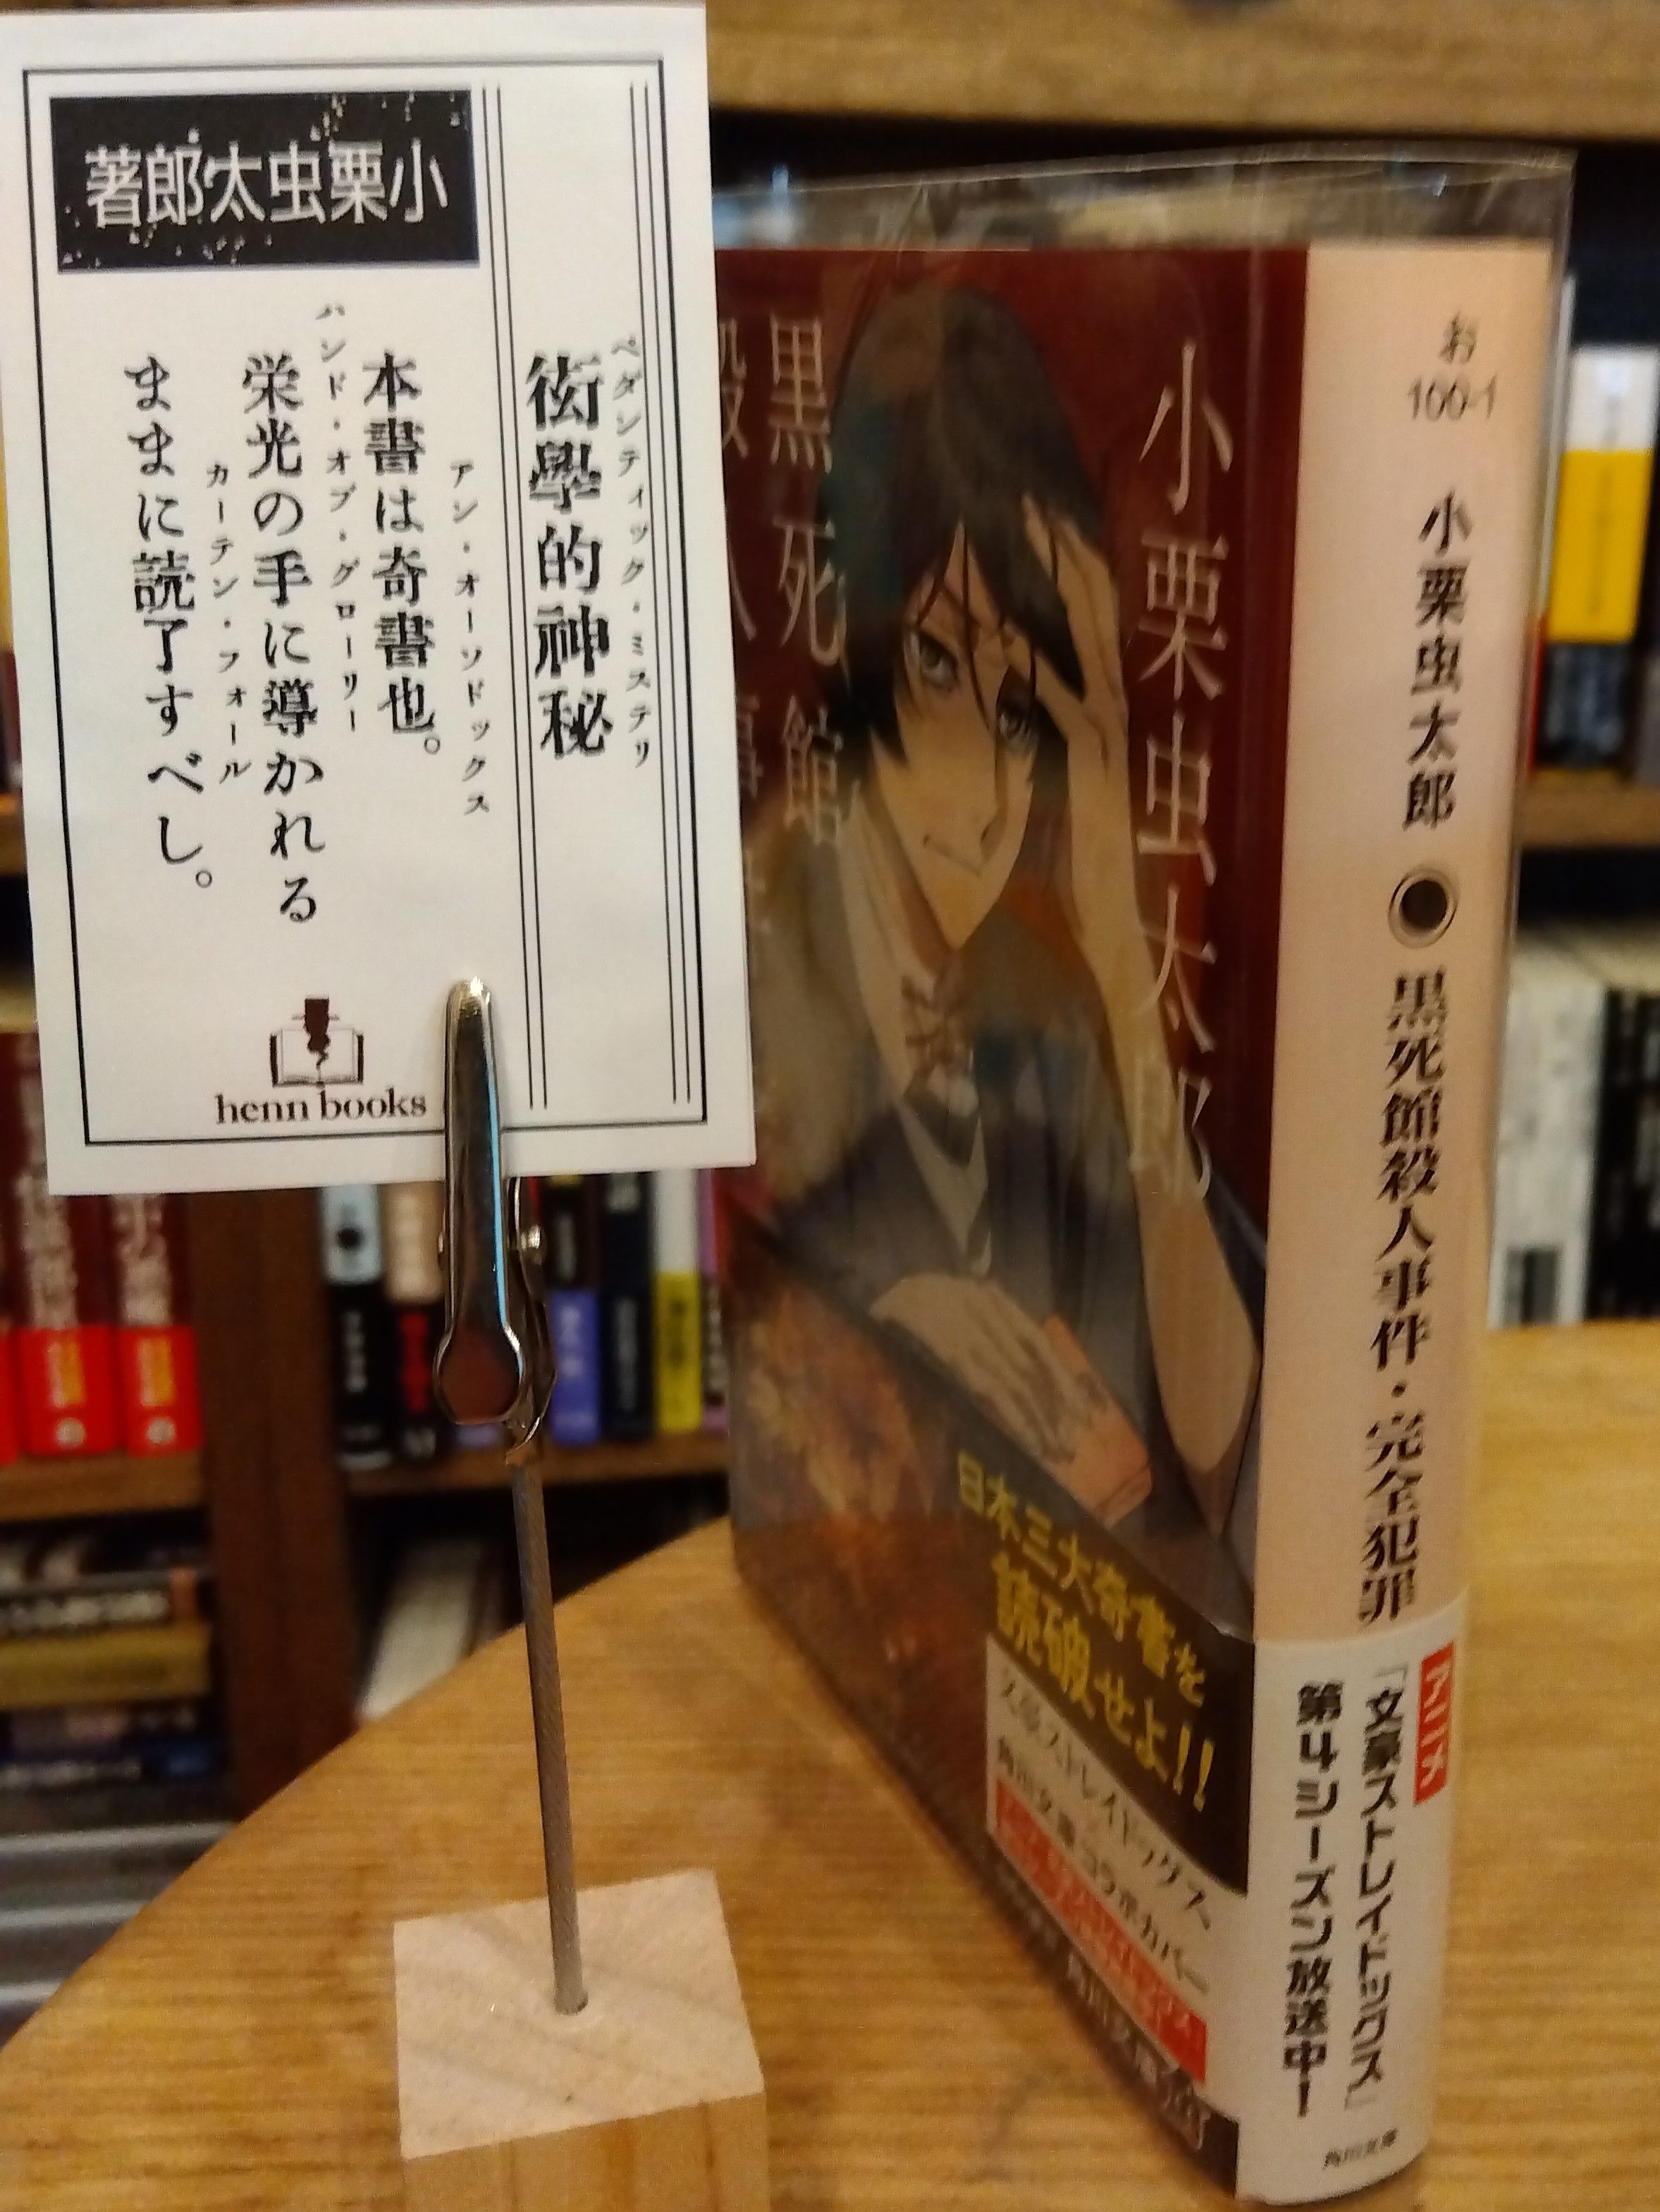 小栗虫太郎著
衒學的神秘
ペダンティック・ミステリ
本書は奇書也。
アン・オーソドックス
栄光の手に導かれる
ハンド・オブ・グローリー
ままに読了すべし。
カーテン・フォール
henn books
小栗虫太郎
黒死館
日本三大奇書を
読破せよ!!
文豪ストレイドッグス
角川文庫コラボカバー
お
100-1
小栗虫太郎 ● 黒死館殺人事件・完全犯罪
アニメ
「文豪ストレイドッグス」
第4シーズン放送中!
角川文庫